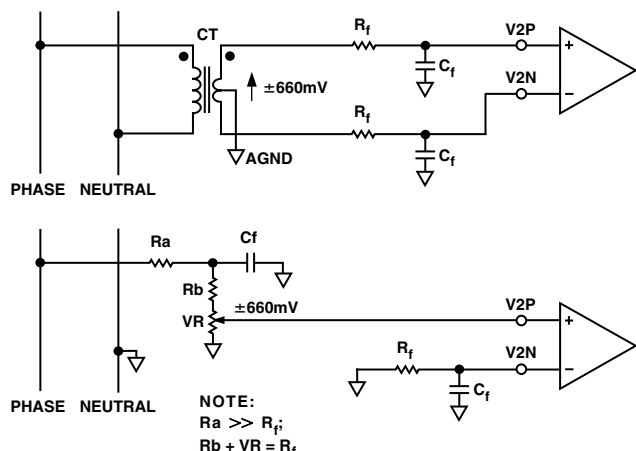 CT
Rf
Cf
V2P
+
±660mV
V2N
−
Rf
Cf
AGND
PHASE NEUTRAL
Ra
Cf
Rb
±660mV
VR
V2P
+
Rf
V2N
−
Cf
PHASE NEUTRAL
NOTE:
Ra >> Rf;
Rb + VR = Rf